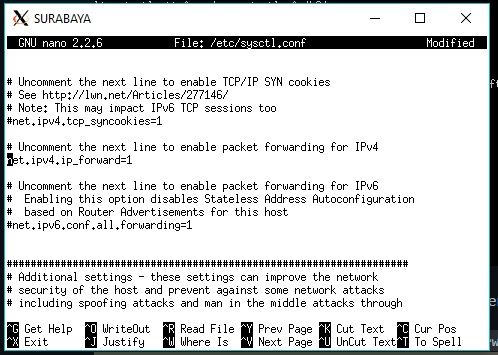 SURABAYA
GNU nano 2.2.6 File: /etc/sysctl.conf Modified
# Uncomment the next line to enable TCP/IP SYN cookies
# See http://lwn.net/Articles/277146/
# Note: This may impact IPv6 TCP sessions too
#net.ipv4.tcp_syncookies=1
# Uncomment the next line to enable packet forwarding for IPv4
net.ipv4.ip_forward=1
# Uncomment the next line to enable packet forwarding for IPv6
#  Enabling this option disables Stateless Address Autoconfiguration
#  based on Router Advertisements for this host
#net.ipv6.conf.all.forwarding=1
###################################################################
# Additional settings - these settings can improve the network
# security of the host and prevent against some network attacks
# including spoofing attacks and man in the middle attacks through
^G Get Help ^O WriteOut ^R Read File ^Y Prev Page ^K Cut Text ^C Cur Pos
^X Exit ^J Justify ^W Where Is ^V Next Page ^U UnCut Text ^T To Spell